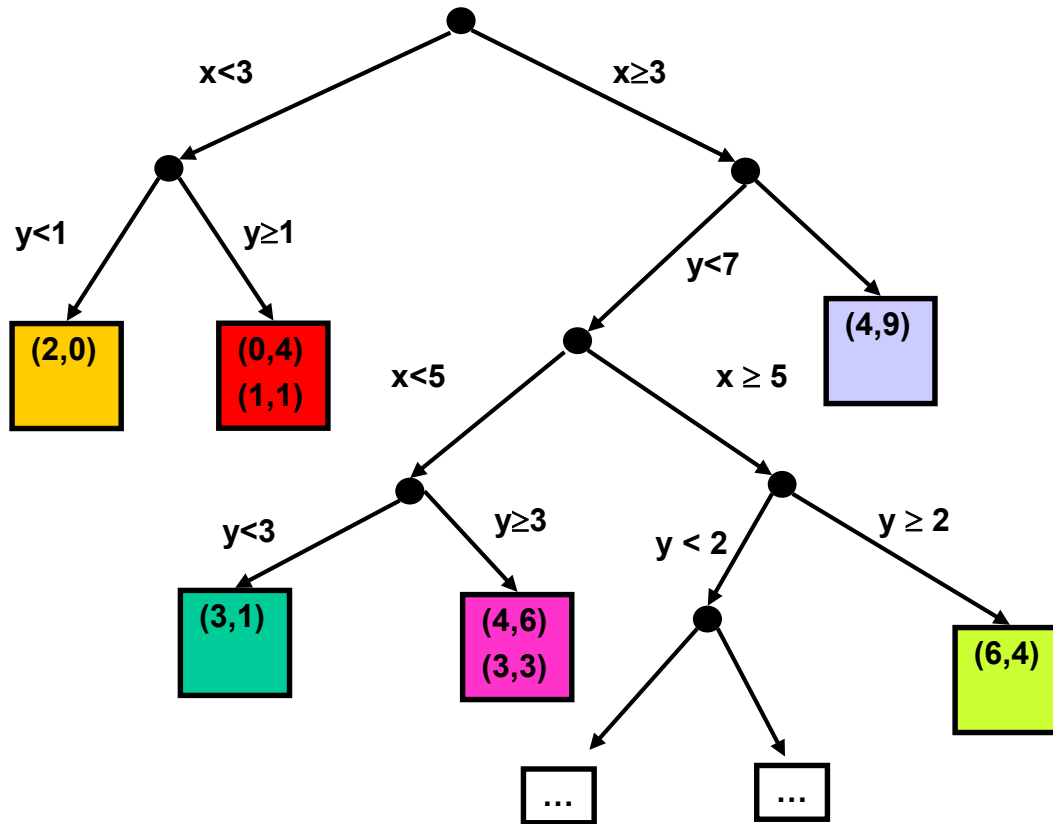 x<3
x≥3
y<1
y≥1
y<7
(2,0)
(0,4)
(1,1)
(4,9)
x<5
x ≥ 5
y<3
y≥3
y < 2
y ≥ 2
(3,1)
(4,6)
(3,3)
(6,4)
...
...